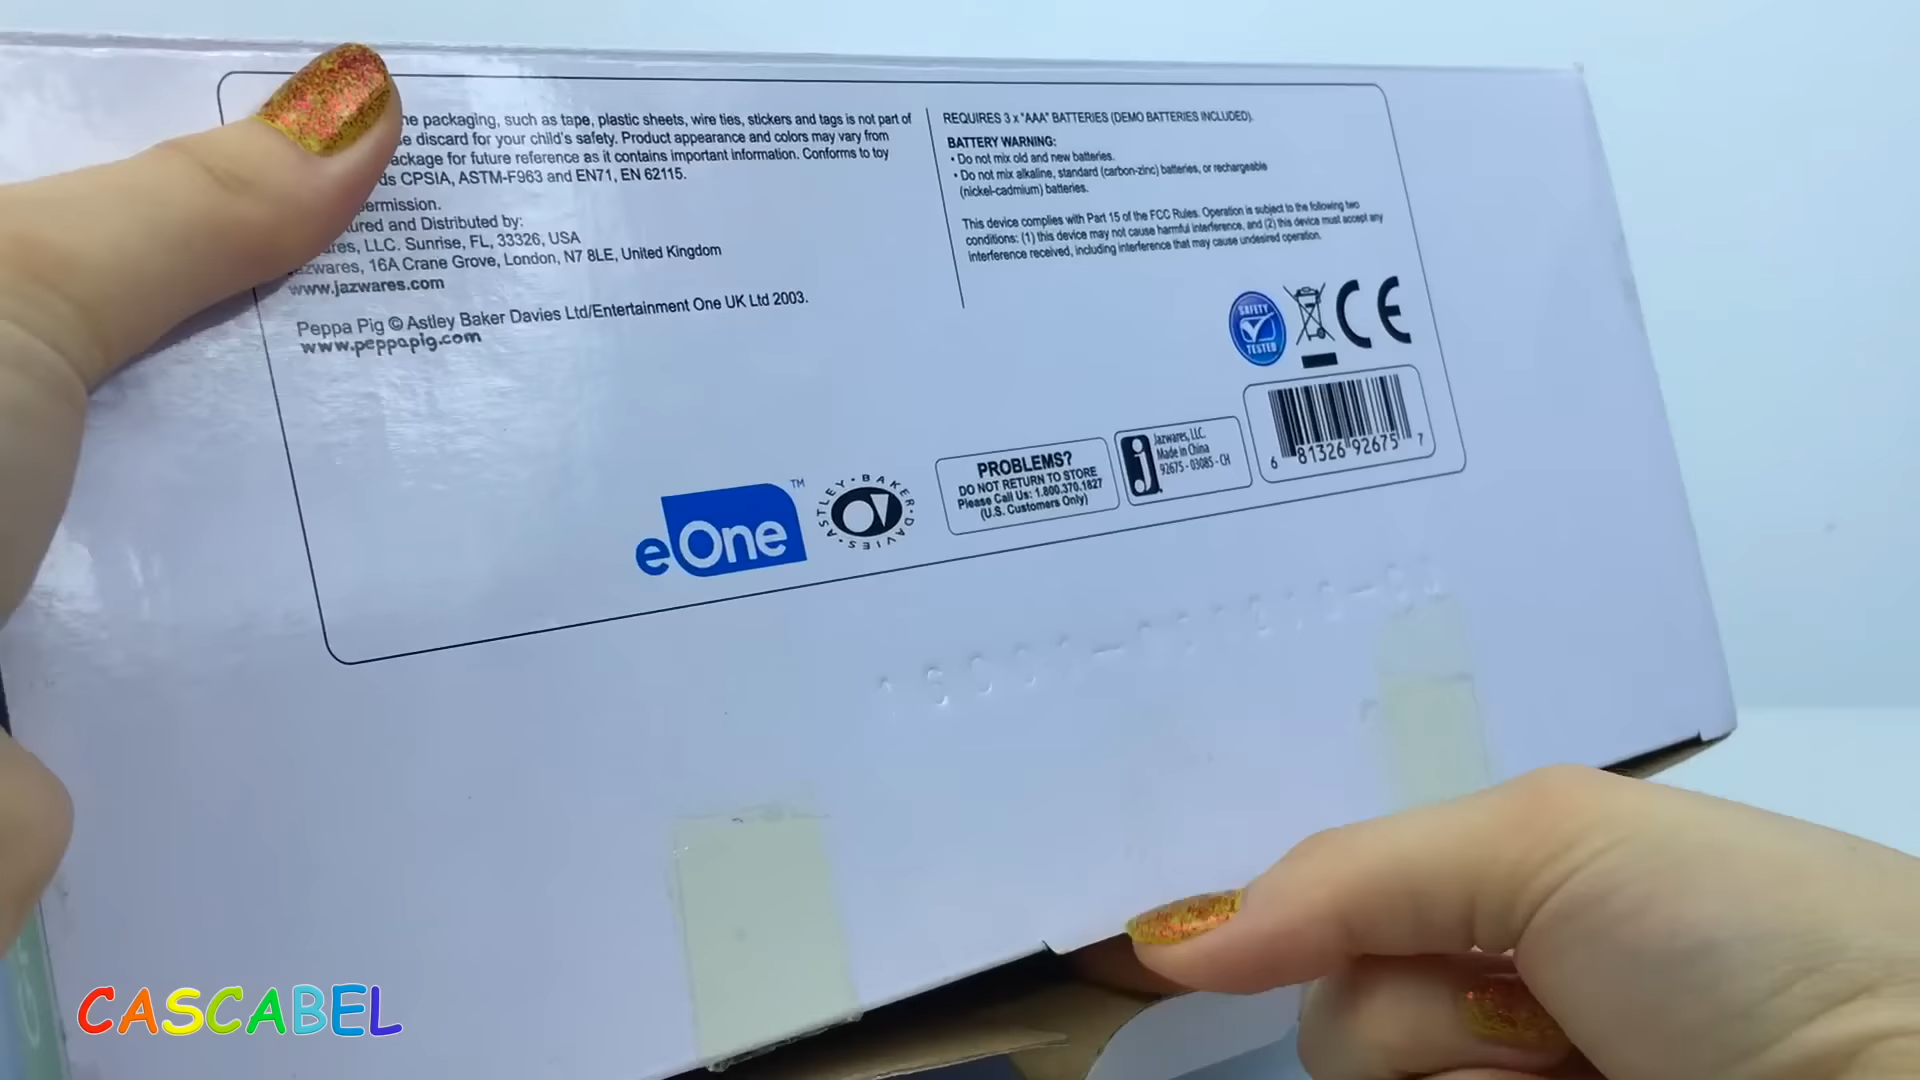 he packaging, such as tape, plastic sheets, wire ties, stickers and tags is not part of
e discard for your child's safety. Product appearance and colors may vary from
ackage for future reference as it contains important information. Conforms to toy
ds CPSIA, ASTM-F963 and EN71, EN 62115.
ermission.
ured and Distributed by:
res, LLC. Sunrise, FL, 33326, USA
azwares, 16A Crane Grove, London, N7 8LE, United Kingdom
www.jazwares.com
Peppa Pig © Astley Baker Davies Ltd/Entertainment One UK Ltd 2003.
www.peppapig.com
REQUIRES 3 x "AAA" BATTERIES (DEMO BATTERIES INCLUDED).
BATTERY WARNING:
• Do not mix old and new batteries.
• Do not mix alkaline, standard (carbon-zinc) batteries, or rechargeable
(nickel-cadmium) batteries.
This device complies with Part 15 of the FCC Rules. Operation is subject to the following two
conditions: (1) this device may not cause harmful interference, and (2) this device must accept any
interference received, including interference that may cause undesired operation.
SAFETY
TESTED
CE
eOne ™
ASTLEY · BAKER · DAVIES
PROBLEMS?
DO NOT RETURN TO STORE
Please Call Us: 1.800.370.1827
(U.S. Customers Only)
j
Jazwares, LLC.
Made in China
92675 - 03085 - CH
6 81326 92675 7
CASCABEL